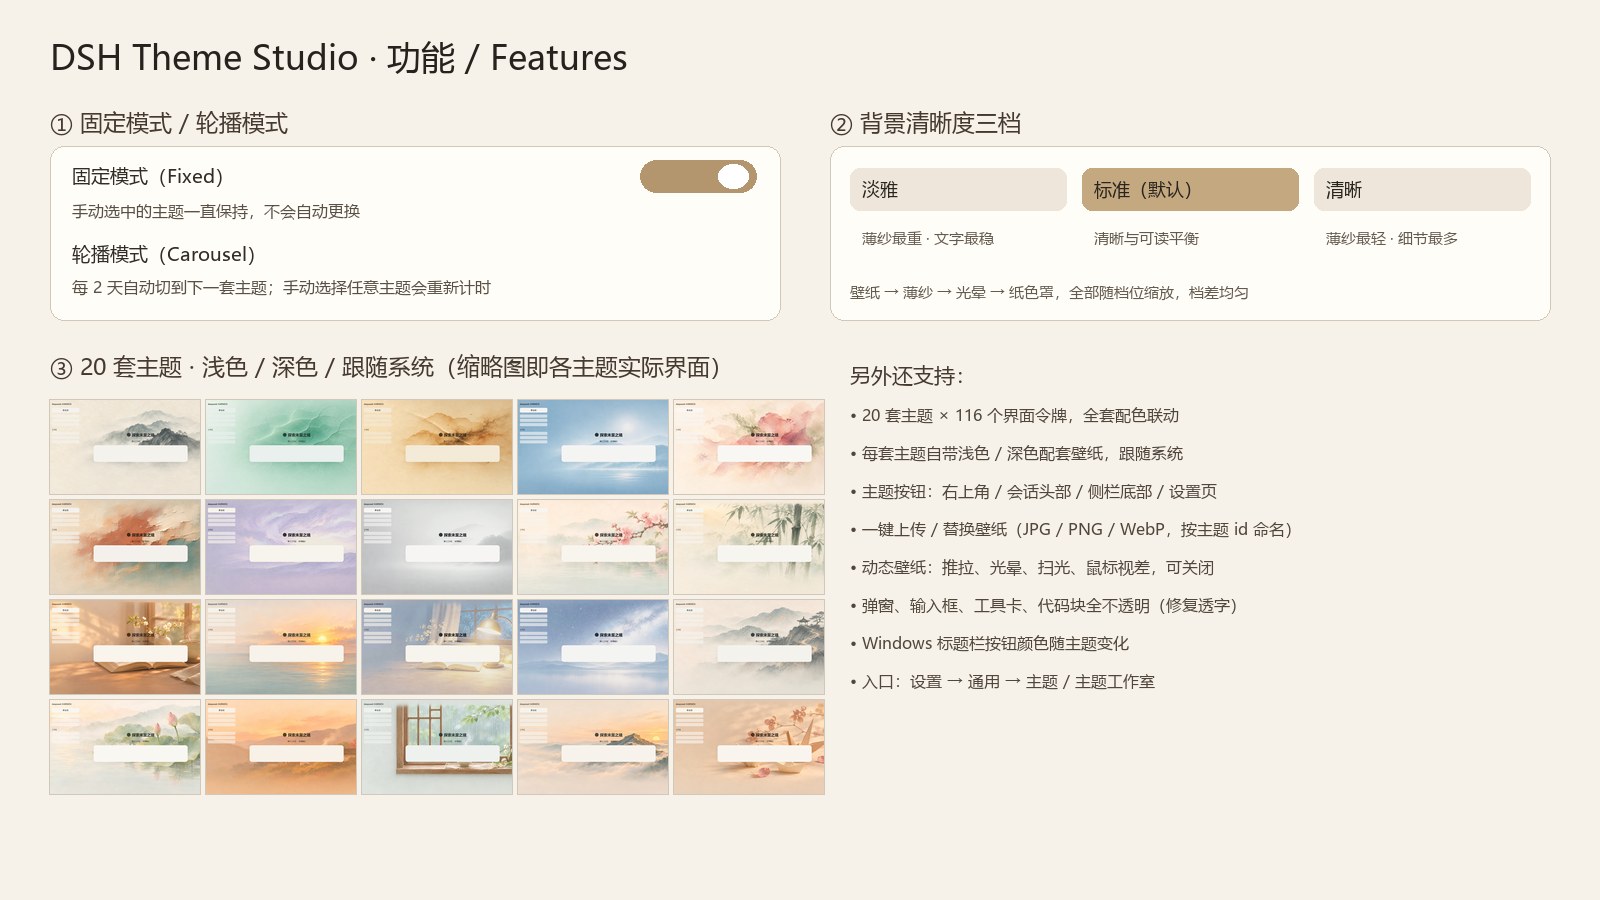 DSH Theme Studio · 功能 / Features
① 固定模式 / 轮播模式
固定模式（Fixed）
手动选中的主题一直保持，不会自动更换
轮播模式（Carousel）
每 2 天自动切到下一套主题；手动选择任意主题会重新计时
② 背景清晰度三档
淡雅
标准（默认）
清晰
薄纱最重 · 文字最稳
清晰与可读平衡
薄纱最轻 · 细节最多
壁纸 → 薄纱 → 光晕 → 纸色罩，全部随档位缩放，档差均匀
③ 20 套主题 · 浅色 / 深色 / 跟随系统（缩略图即各主题实际界面）
另外还支持：
• 20 套主题 × 116 个界面令牌，全套配色联动
• 每套主题自带浅色 / 深色配套壁纸，跟随系统
• 主题按钮：右上角 / 会话头部 / 侧栏底部 / 设置页
• 一键上传 / 替换壁纸（JPG / PNG / WebP，按主题 id 命名）
• 动态壁纸：推拉、光晕、扫光、鼠标视差，可关闭
• 弹窗、输入框、工具卡、代码块全不透明（修复透字）
• Windows 标题栏按钮颜色随主题变化
• 入口：设置 → 通用 → 主题 / 主题工作室